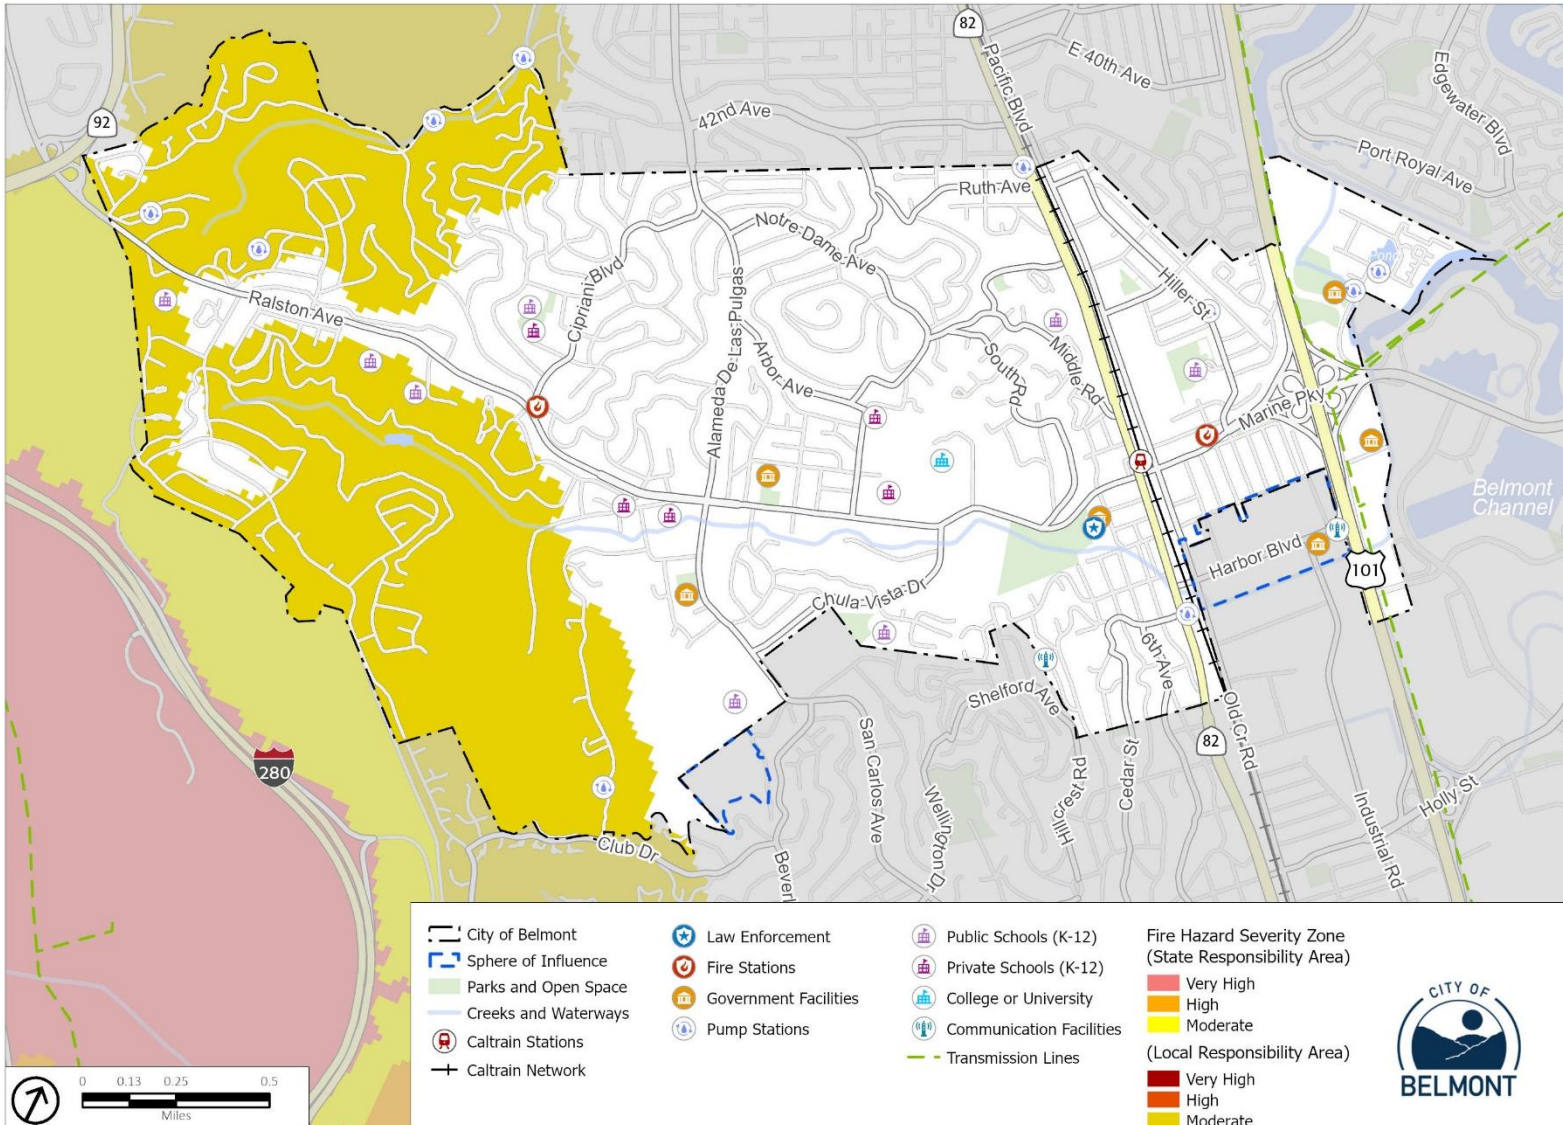 82
Pacific Blvd
E 40th Ave
Edgewater Blvd
92
42nd Ave
Port Royal Ave
Ruth Ave
Notre Dame Ave
Hiller St
Pond
Cipriani Blvd
Ralston Ave
Alameda De Las Pulgas
Arbor Ave
South Rd
Middle Rd
Marine Pky
Belmont
Channel
Harbor Blvd
101
Chula Vista Dr
6th Ave
Shelford Ave
Old Cr Rd
82
280
San Carlos Ave
Wellington Dr
Hillcrest Rd
Cedar St
Industrial Rd
Holly St
Club Dr
Beverl
City of Belmont
Sphere of Influence
Parks and Open Space
Creeks and Waterways
Caltrain Stations
Caltrain Network
Law Enforcement
Fire Stations
Government Facilities
Pump Stations
Public Schools (K-12)
Private Schools (K-12)
College or University
Communication Facilities
Transmission Lines
Fire Hazard Severity Zone
(State Responsibility Area)
Very High
High
Moderate
(Local Responsibility Area)
Very High
High
Moderate
CITY OF
BELMONT
0 0.13 0.25 0.5
Miles